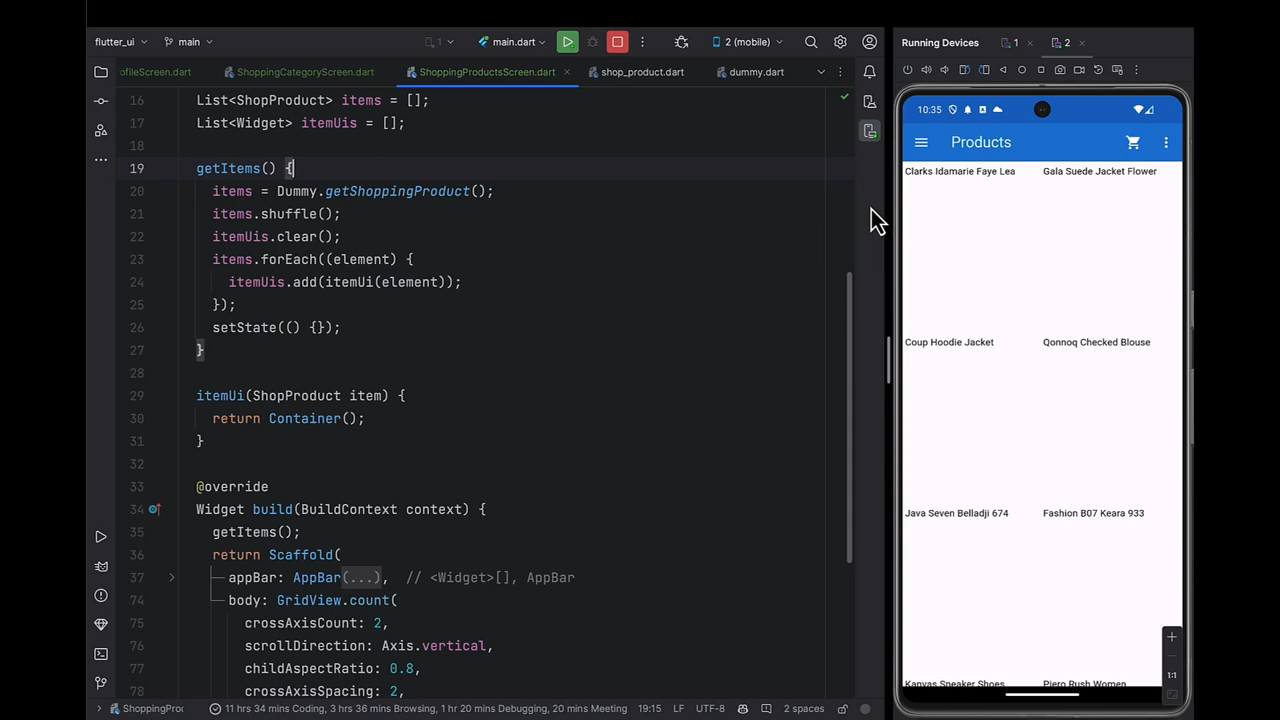 flutter_ui
main
1
main.dart
2 (mobile)
Running Devices
1
2
ofileScreen.dart
ShoppingCategoryScreen.dart
ShoppingProductsScreen.dart
shop_product.dart
dummy.dart
16 List<ShopProduct> items = [];
17 List<Widget> itemUis = [];
18
19 getItems() {
20 items = Dummy.getShoppingProduct();
21 items.shuffle();
22 itemUis.clear();
23 items.forEach((element) {
24 itemUis.add(itemUi(element));
25 });
26 setState(() {});
27 }
28
29 itemUi(ShopProduct item) {
30 return Container();
31 }
32
33 @override
34 Widget build(BuildContext context) {
35 getItems();
36 return Scaffold(
37 appBar: AppBar(...), // <Widget>[], AppBar
74 body: GridView.count(
75 crossAxisCount: 2,
76 scrollDirection: Axis.vertical,
77 childAspectRatio: 0.8,
78 crossAxisSpacing: 2,
10:35
Products
Clarks Idamarie Faye Lea
Gala Suede Jacket Flower
Coup Hoodie Jacket
Qonnoq Checked Blouse
Java Seven Belladji 674
Fashion B07 Keara 933
Kanvas Sneaker Shoes
Piero Rush Women
1:1
ShoppingProd
11 hrs 34 mins Coding, 3 hrs 36 mins Browsing, 1 hr 20 mins Debugging, 20 mins Meeting
19:15
LF
UTF-8
2 spaces